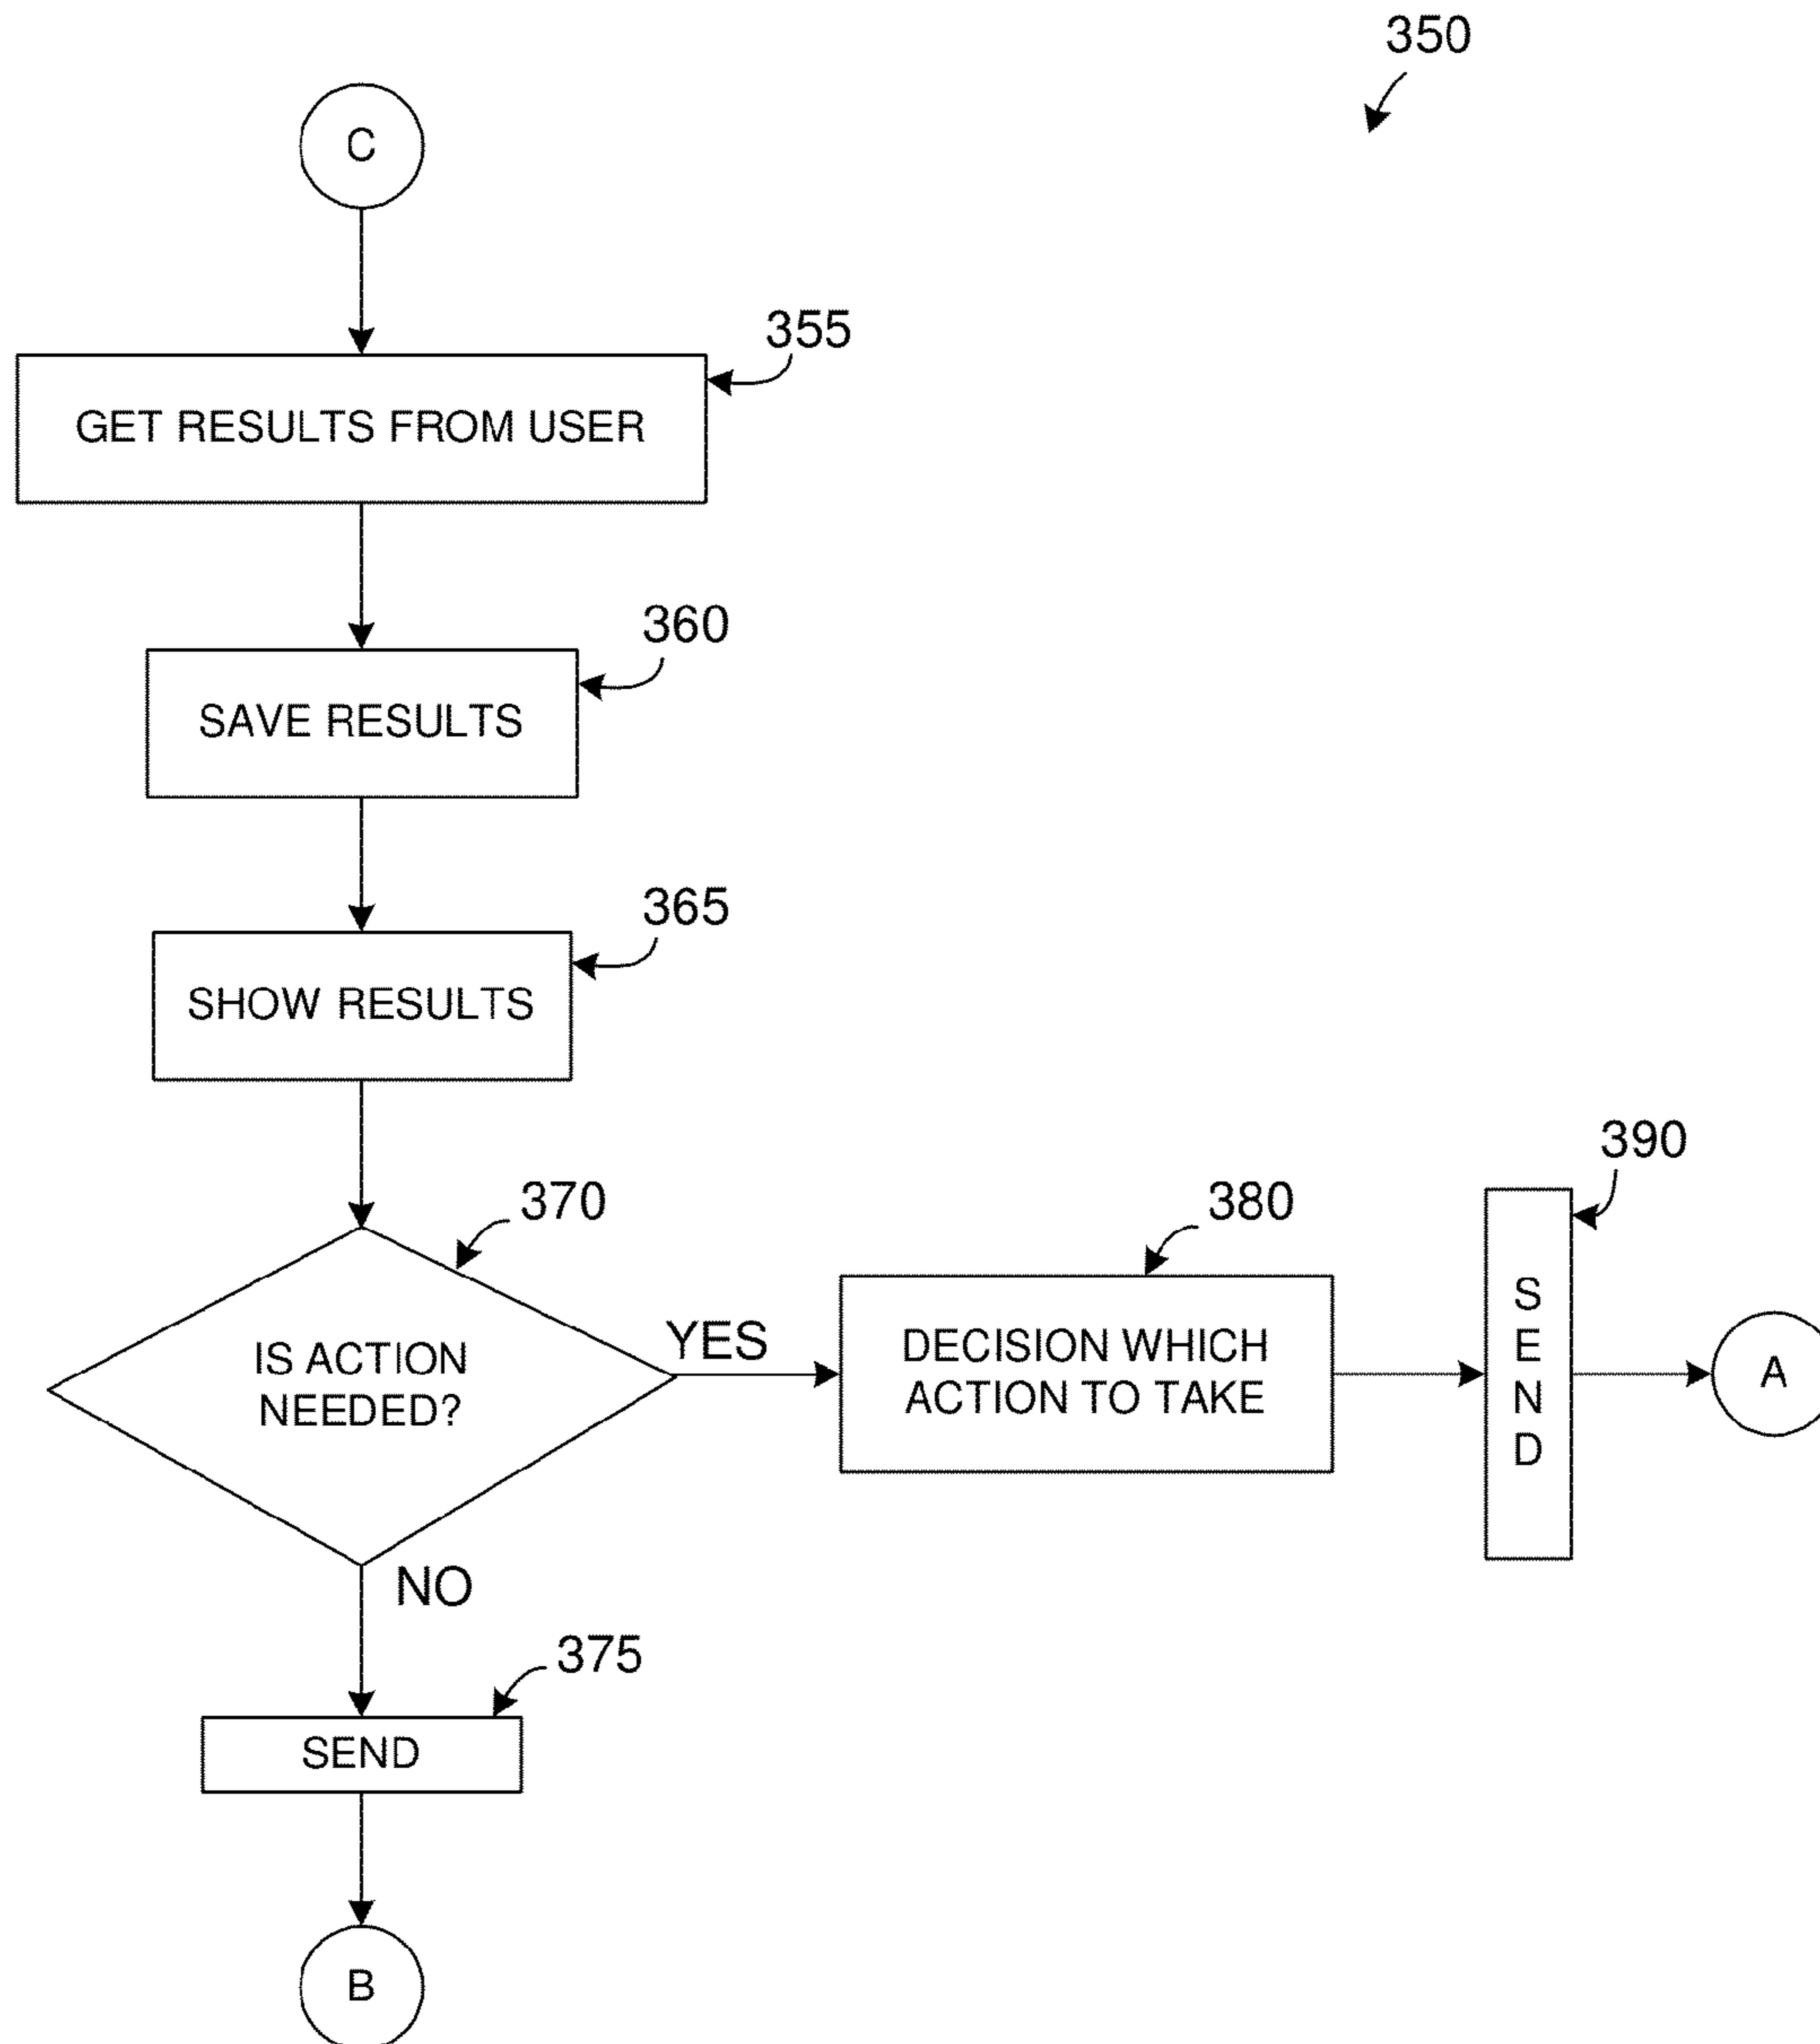 350
C
355
GET RESULTS FROM USER
360
SAVE RESULTS
365
SHOW RESULTS
370
IS ACTION
NEEDED?
YES
380
DECISION WHICH
ACTION TO TAKE
390
S
E
N
D
A
NO
375
SEND
B